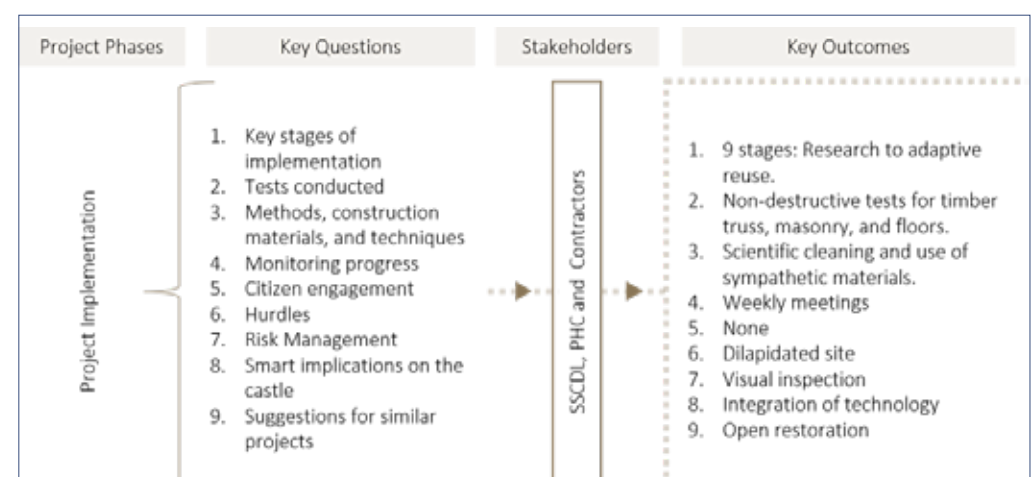 Project Phases
Key Questions
Stakeholders
Key Outcomes
Project Implementation
1. Key stages of
implementation
2. Tests conducted
3. Methods, construction
materials, and techniques
4. Monitoring progress
5. Citizen engagement
6. Hurdles
7. Risk Management
8. Smart implications on the
castle
9. Suggestions for similar
projects
SSCDL, PHC and Contractors
1. 9 stages: Research to adaptive
reuse.
2. Non-destructive tests for timber
truss, masonry, and floors.
3. Scientific cleaning and use of
sympathetic materials.
4. Weekly meetings
5. None
6. Dilapidated site
7. Visual inspection
8. Integration of technology
9. Open restoration